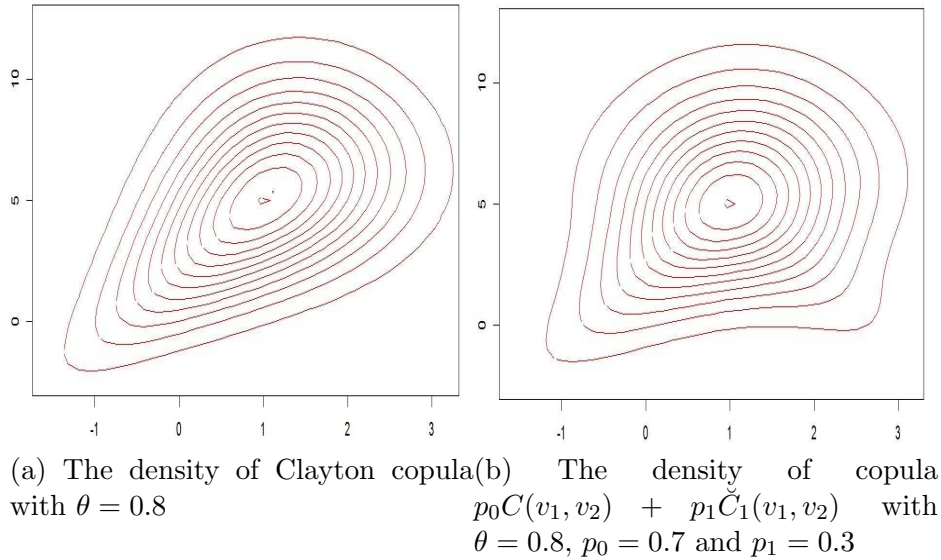 10
5
0
-1 0 1 2 3
10
5
0
-1 0 1 2 3
(a) The density of Clayton copula
with θ = 0.8
(b) The density of copula
p₀C(v₁, v₂) + p₁C̆₁(v₁, v₂) with
θ = 0.8, p₀ = 0.7 and p₁ = 0.3